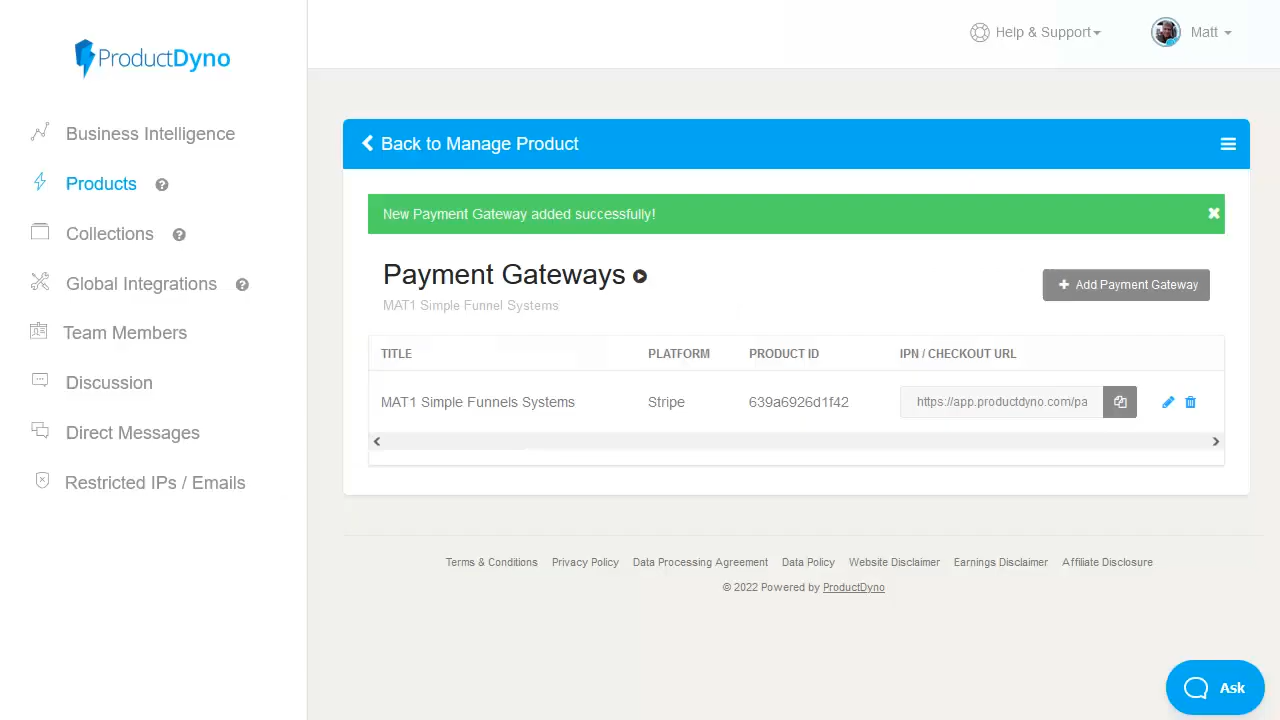 Help & Support
Matt
ProductDyno
Business Intelligence
Products
Collections
Global Integrations
Team Members
Discussion
Direct Messages
Restricted IPs / Emails
Back to Manage Product
New Payment Gateway added successfully!
Payment Gateways
MAT1 Simple Funnel Systems
Add Payment Gateway
TITLE PLATFORM PRODUCT ID IPN / CHECKOUT URL
MAT1 Simple Funnels Systems Stripe 639a6926d1f42 https://app.productdyno.com/pa
Terms & Conditions Privacy Policy Data Processing Agreement Data Policy Website Disclaimer Earnings Disclaimer Affiliate Disclosure
© 2022 Powered by ProductDyno
Ask